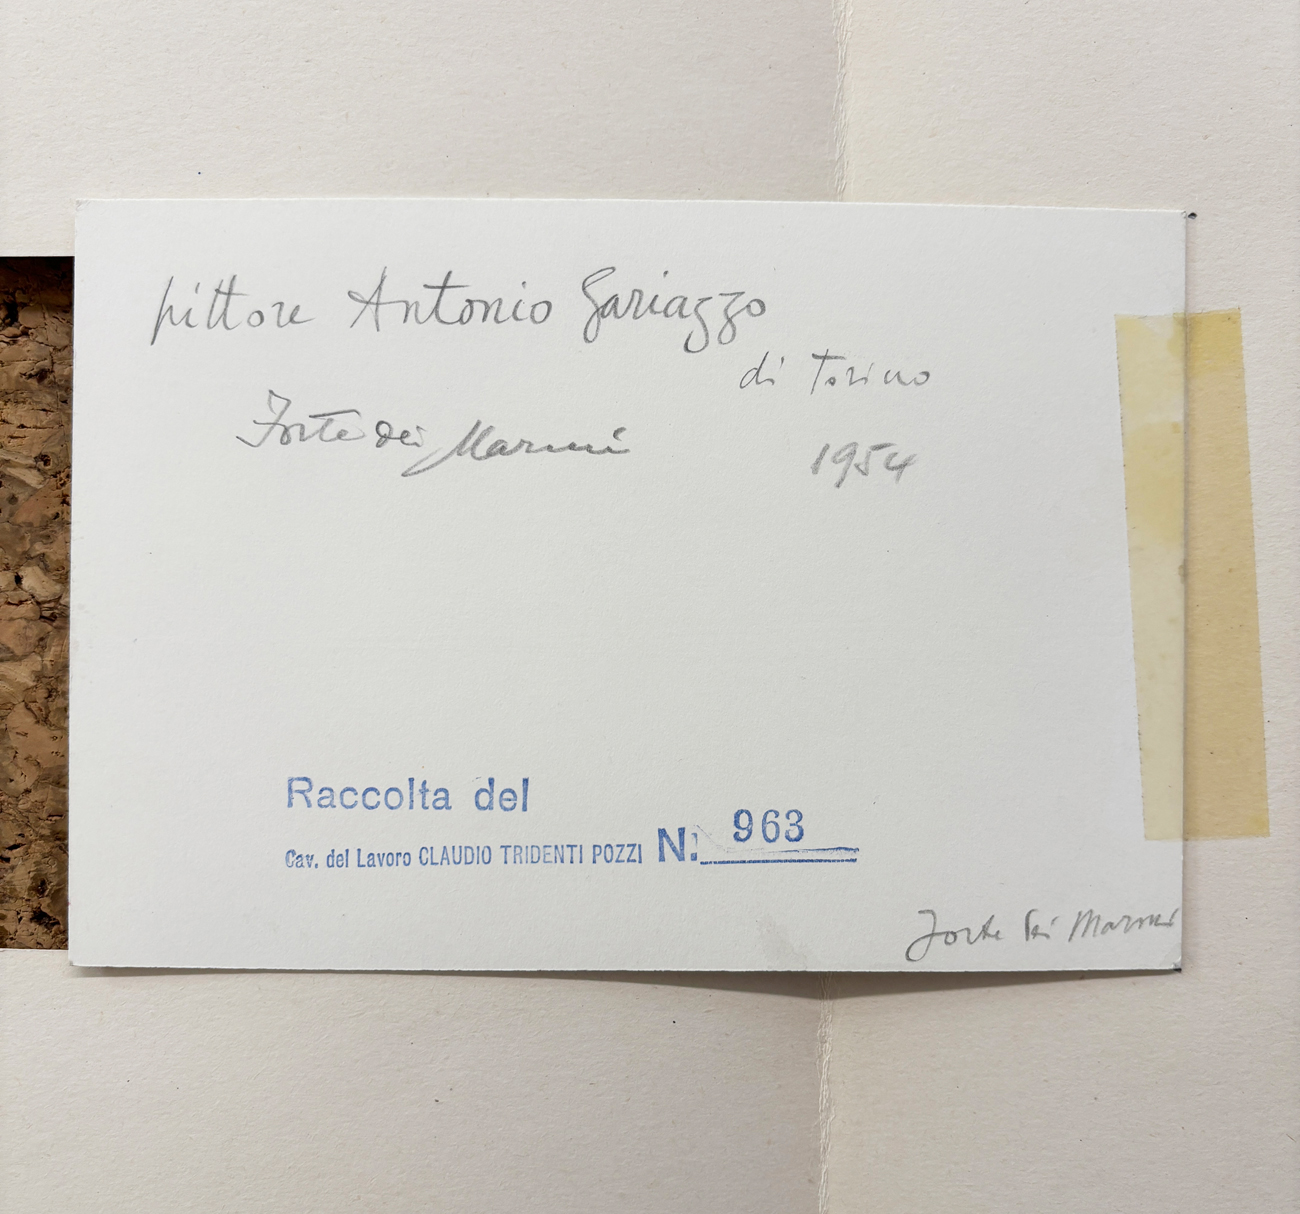 pittore Antonio Gariazzo
di Torino
Forte dei Marmi
1954
Raccolta del
Cav. del Lavoro CLAUDIO TRIDENTI POZZI N: 963
Forte dei Marmi